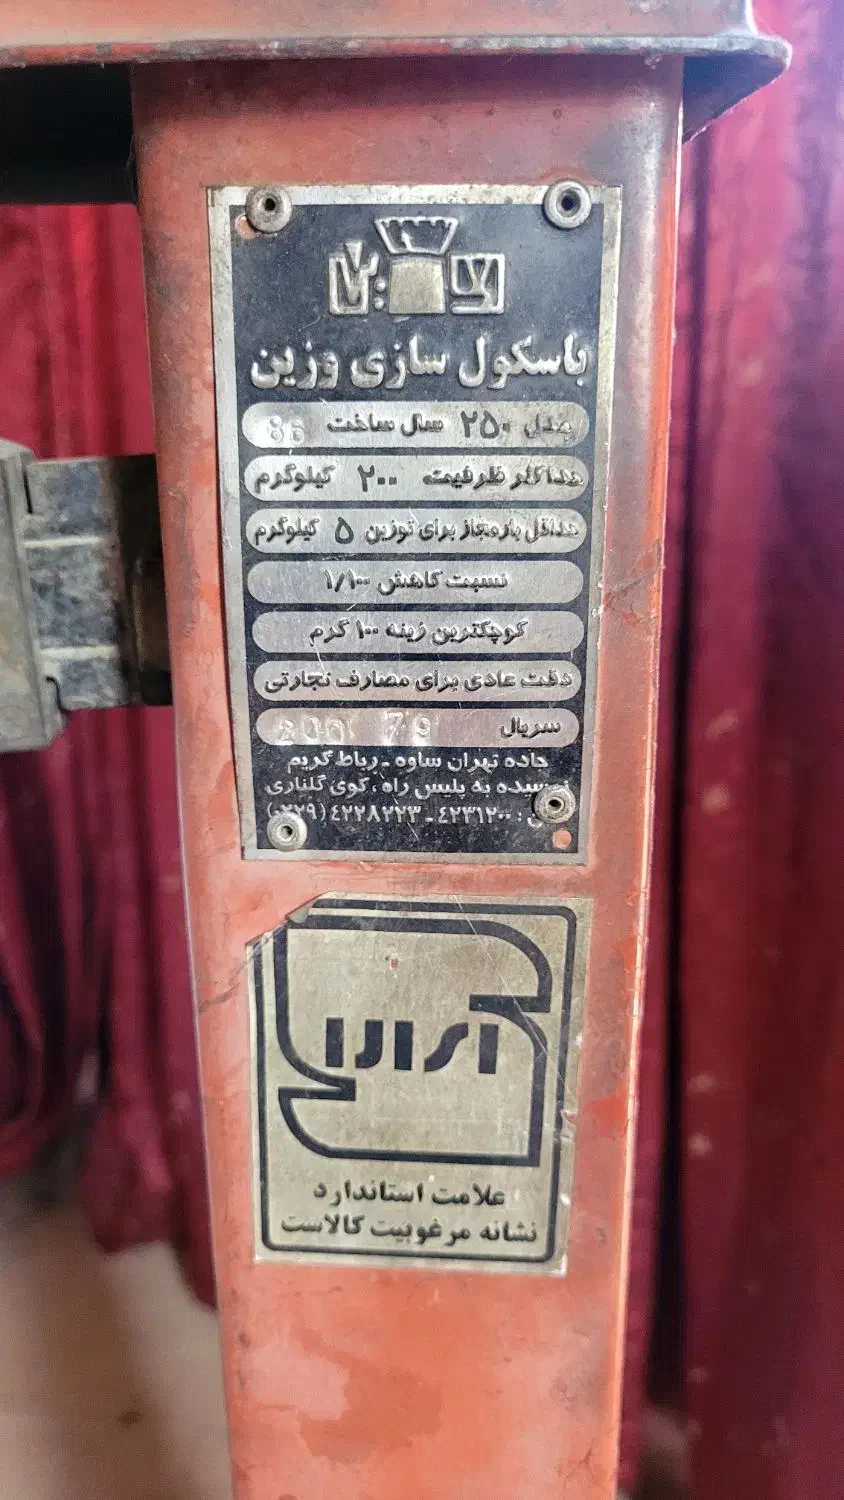 باسکول سازی وزین
مدل ۲۵۰ سال ساخت 86
حداکثر ظرفیت ۲۰۰ کیلوگرم
حداقل بار مجاز برای توزین ۵ کیلوگرم
نسبت کاهش ۱/۱۰۰
کوچکترین زینه ۱۰۰ گرم
دقت عادی برای مصارف تجارتی
سریال 79
جاده تهران ساوه - رباط کریم
نرسیده به پلیس راه، کوی گلناری
۴۲۳۱۲۰۰ - ۴۲۲۸۲۲۳
علامت استاندارد
نشانه مرغوبیت کالاست